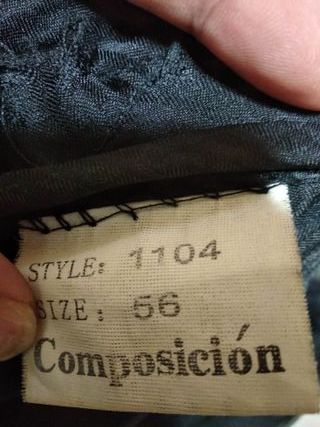 STYLE: 1104
SIZE: 56
Composición